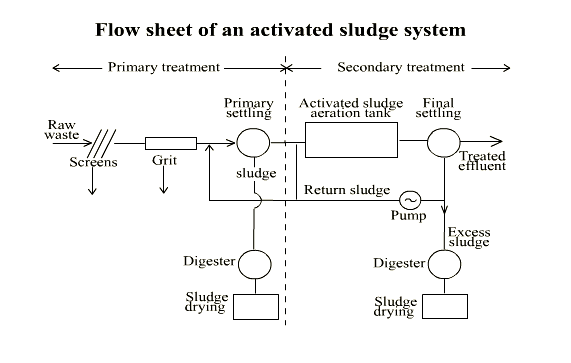 Flow sheet of an activated sludge system
Primary treatment
Secondary treatment
Primary
settling
Activated sludge
aeration tank
Final
settling
Raw
waste
Screens
Grit
sludge
Treated
effluent
Return sludge
Pump
Excess
sludge
Digester
Digester
Sludge
drying
Sludge
drying